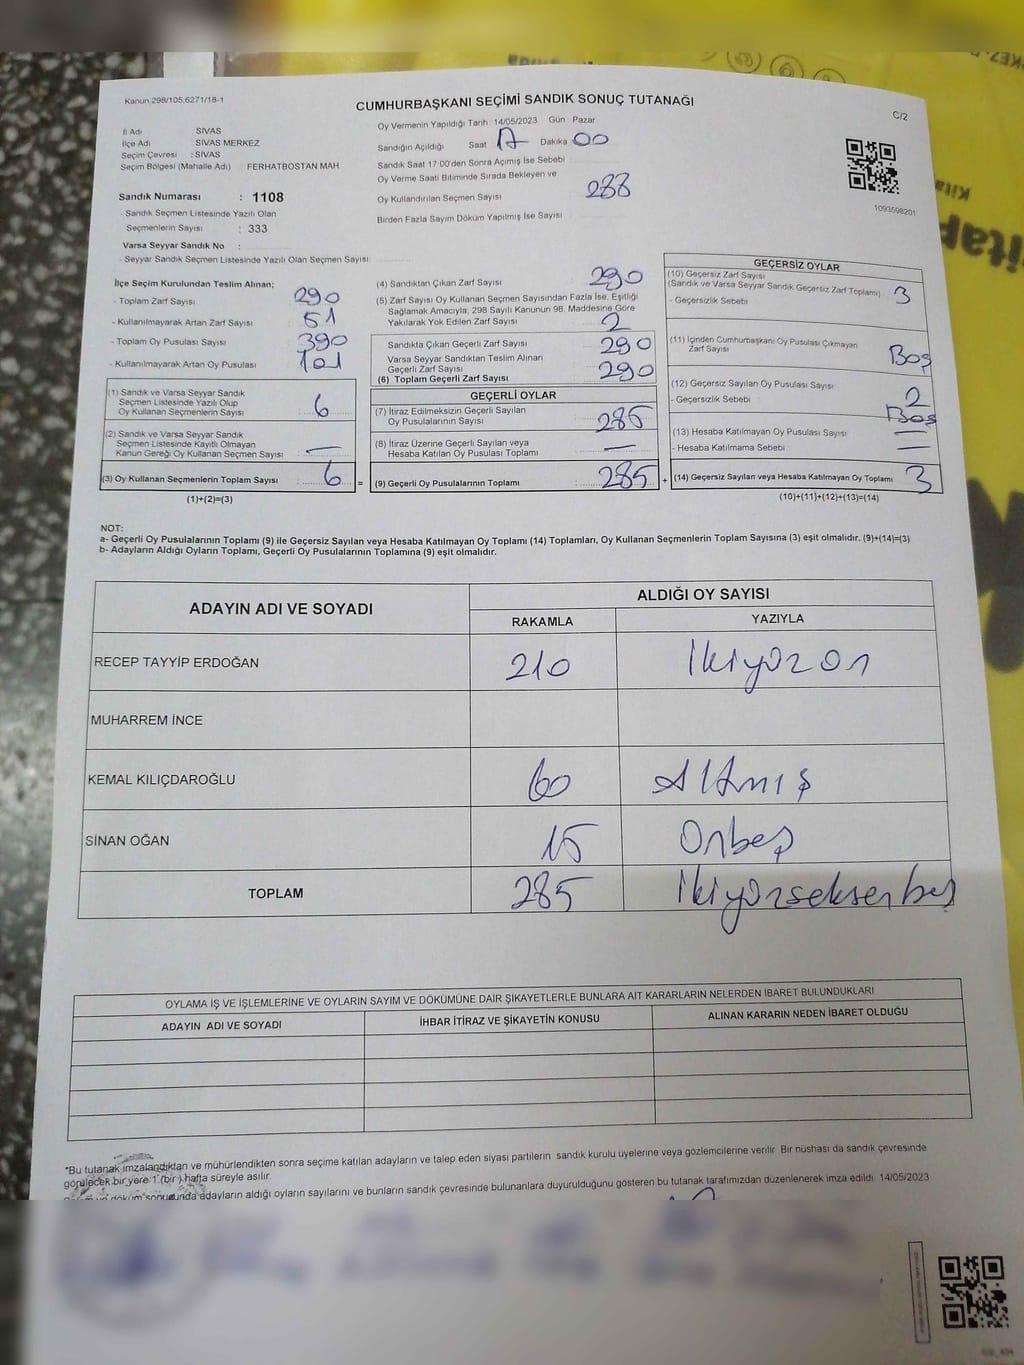 Kanun:298/105,6271/18-1
CUMHURBAŞKANI SEÇİMİ SANDIK SONUÇ TUTANAĞI
C/2
İl Adı SİVAS
İlçe Adı SİVAS MERKEZ
Seçim Çevresi : SİVAS
Seçim Bölgesi (Mahalle Adı) : FERHATBOSTAN MAH.
Sandık Numarası : 1108
- Sandık Seçmen Listesinde Yazılı Olan
Seçmenlerin Sayısı : 333
Varsa Seyyar Sandık No :
- Seyyar Sandık Seçmen Listesinde Yazılı Olan Seçmen Sayısı:
Oy Vermenin Yapıldığı Tarih 14/05/2023 Gün Pazar
Sandığın Açıldığı Saat 17 Dakika 00
Sandık Saat 17:00'den Sonra Açımış İse Sebebi
Oy Verme Saati Bitiminde Sırada Bekleyen ve
Oy Kullandırılan Seçmen Sayısı 288
Birden Fazla Sayım Döküm Yapılmış İse Sayısı
1093598201
İlçe Seçim Kurulundan Teslim Alınan;
- Toplam Zarf Sayısı 290
- Kullanılmayarak Artan Zarf Sayısı 51
- Toplam Oy Pusulası Sayısı 390
- Kullanılmayarak Artan Oy Pusulası 101
(1) Sandık ve Varsa Seyyar Sandık
Seçmen Listesinde Yazılı Olup
Oy Kullanan Seçmenlerin Sayısı 6
(2) Sandık ve Varsa Seyyar Sandık
Seçmen Listesinde Kayıtlı Olmayan
Kanun Gereği Oy Kullanan Seçmen Sayısı : —
(3) Oy Kullanan Seçmenlerin Toplam Sayısı : 6 =
(1)+(2)=(3)
(4) Sandıktan Çıkan Zarf Sayısı 290
(5) Zarf Sayısı Oy Kullanan Seçmen Sayısından Fazla İse, Eşitliği
Sağlamak Amacıyla, 298 Sayılı Kanunun 98. Maddesine Göre
Yakılarak Yok Edilen Zarf Sayısı 2
Sandıkta Çıkan Geçerli Zarf Sayısı 290
Varsa Seyyar Sandıktan Teslim Alınan
Geçerli Zarf Sayısı
(6) Toplam Geçerli Zarf Sayısı 290
GEÇERLİ OYLAR
(7) İtiraz Edilmeksizin Geçerli Sayılan
Oy Pusulalarının Sayısı 285
(8) İtiraz Üzerine Geçerli Sayılan veya
Hesaba Katılan Oy Pusulası Toplamı : —
(9) Geçerli Oy Pusulalarının Toplamı : 285 +
GEÇERSİZ OYLAR
(10) Geçersiz Zarf Sayısı
(Sandık ve Varsa Seyyar Sandık Geçersiz Zarf Toplamı) 3
- Geçersizlik Sebebi
(11) İçinden Cumhurbaşkanı Oy Pusulası Çıkmayan
Zarf Sayısı Boş
(12) Geçersiz Sayılan Oy Pusulası Sayısı 2
- Geçersizlik Sebebi Boş
(13) Hesaba Katılmayan Oy Pusulası Sayısı —
- Hesaba Katılmama Sebebi —
(14) Geçersiz Sayılan veya Hesaba Katılmayan Oy Toplamı 3
(10)+(11)+(12)+(13)=(14)
NOT:
a- Geçerli Oy Pusulalarının Toplamı (9) ile Geçersiz Sayılan veya Hesaba Katılmayan Oy Toplamı (14) Toplamları, Oy Kullanan Seçmenlerin Toplam Sayısına (3) eşit olmalıdır. (9)+(14)=(3)
b- Adayların Aldığı Oyların Toplamı, Geçerli Oy Pusulalarının Toplamına (9) eşit olmalıdır.
ADAYIN ADI VE SOYADI ALDIĞI OY SAYISI
RAKAMLA YAZIYLA
RECEP TAYYİP ERDOĞAN 210 İkiyüzon
MUHARREM İNCE
KEMAL KILIÇDAROĞLU 60 Altmış
SİNAN OĞAN 15 Onbeş
TOPLAM 285 İkiyüzseksenbeş
OYLAMA İŞ VE İŞLEMLERİNE VE OYLARIN SAYIM VE DÖKÜMÜNE DAİR ŞİKAYETLERLE BUNLARA AİT KARARLARIN NELERDEN İBARET BULUNDUKLARI
ADAYIN ADI VE SOYADI İHBAR İTİRAZ VE ŞİKAYETİN KONUSU ALINAN KARARIN NEDEN İBARET OLDUĞU
*Bu tutanak imzalandıktan ve mühürlendikten sonra seçime katılan adayların ve talep eden siyasi partilerin sandık kurulu üyelerine veya gözlemcilerine verilir. Bir nüshası da sandık çevresinde
görülecek bir yere 1 (bir) hafta süreyle asılır.
döküm sonucunda adayların aldığı oyların sayılarını ve bunların sandık çevresinde bulunanlara duyurulduğunu gösteren bu tutanak tarafımızdan düzenlenerek imza edildi. 14/05/2023